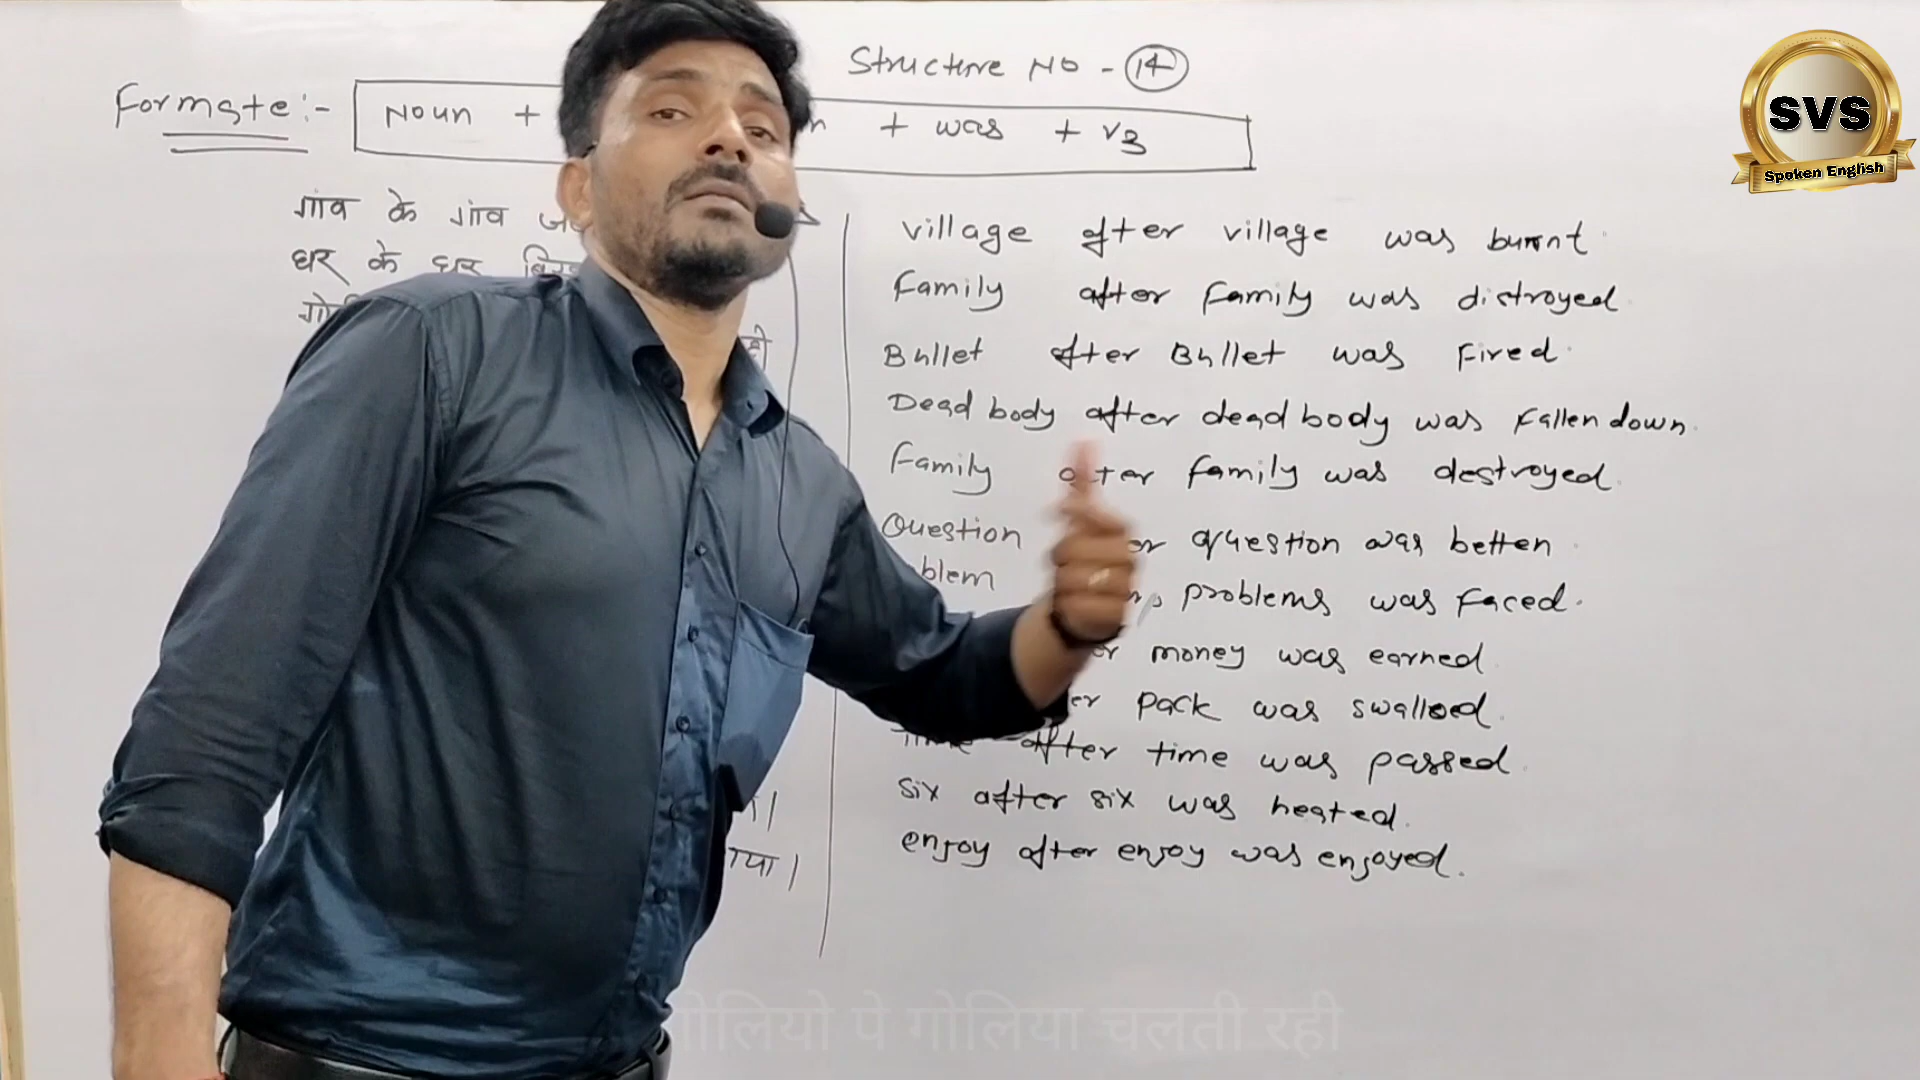 Structure No - 14
Formate:- Noun + + was + V3
गांव के गांव
घर के घर
village after village was burnt.
Family after family was distroyed
Bullet after Bullet was Fired.
Dead body after dead body was fallen down.
Family after family was destroyed.
Question question was betten.
problems was faced.
money was earned.
pack was swalloed.
Time after time was passed.
six after six was heated.
enjoy after enjoy was enjoyed.
SVS
Spoken English
गोलियो पे गोलिया चलती रही